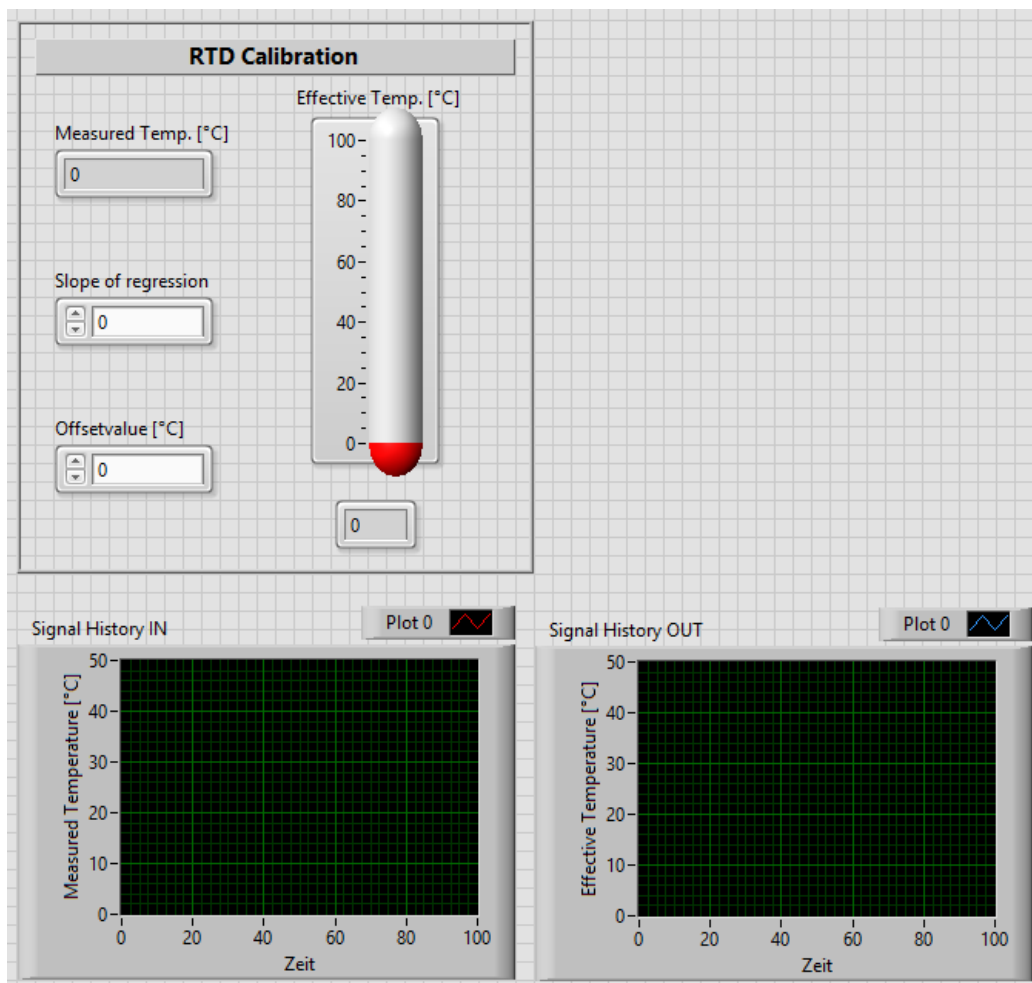 RTD Calibration
Effective Temp. [°C]
Measured Temp. [°C]
0
Slope of regression
0
Offsetvalue [°C]
0
100
80
60
40
20
0
0
Signal History IN
Plot 0
Measured Temperature [°C]
50
40
30
20
10
0
0 20 40 60 80 100
Zeit
Signal History OUT
Plot 0
Effective Temperature [°C]
50
40
30
20
10
0
0 20 40 60 80 100
Zeit